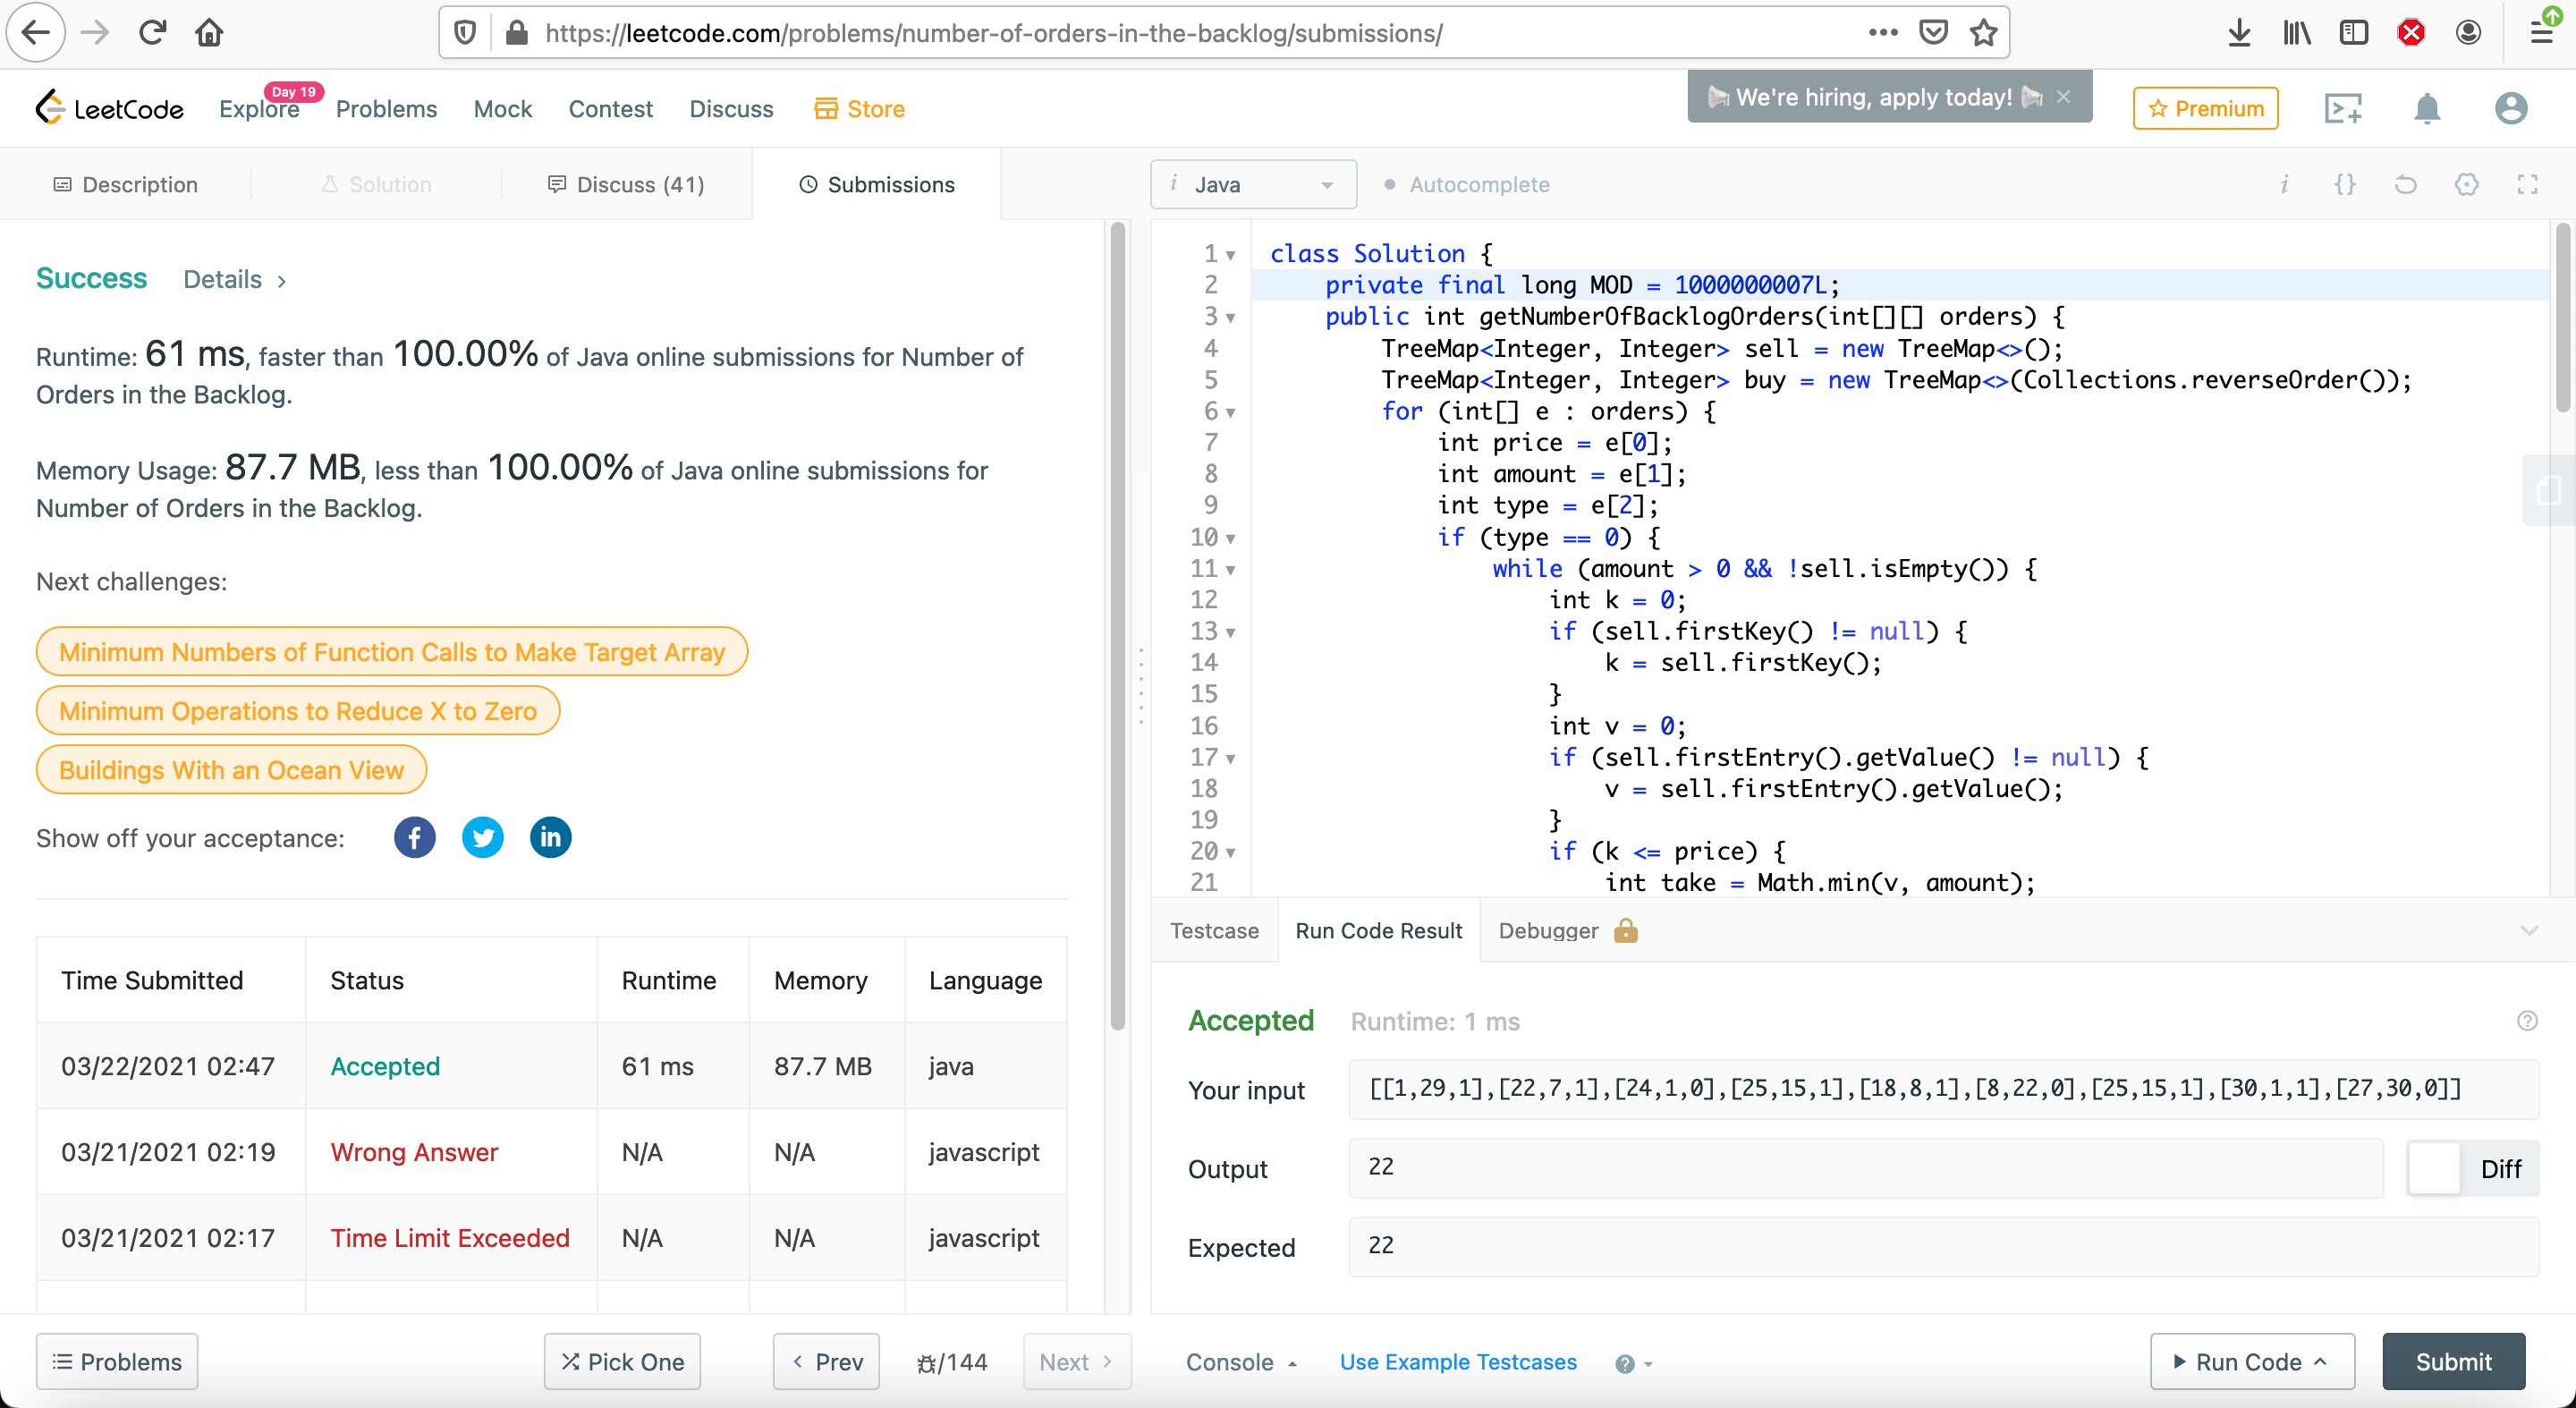 https://leetcode.com/problems/number-of-orders-in-the-backlog/submissions/
LeetCode
Explore
Day 19
Problems
Mock
Contest
Discuss
Store
We're hiring, apply today!
Premium
Description
Solution
Discuss (41)
Submissions
Success Details
Runtime: 61 ms, faster than 100.00% of Java online submissions for Number of
Orders in the Backlog.
Memory Usage: 87.7 MB, less than 100.00% of Java online submissions for
Number of Orders in the Backlog.
Next challenges:
Minimum Numbers of Function Calls to Make Target Array
Minimum Operations to Reduce X to Zero
Buildings With an Ocean View
Show off your acceptance:
Time Submitted Status Runtime Memory Language
03/22/2021 02:47 Accepted 61 ms 87.7 MB java
03/21/2021 02:19 Wrong Answer N/A N/A javascript
03/21/2021 02:17 Time Limit Exceeded N/A N/A javascript
Problems
Pick One
Prev
/144
Next
i Java
Autocomplete
1 class Solution {
2 private final long MOD = 1000000007L;
3 public int getNumberOfBacklogOrders(int[][] orders) {
4 TreeMap<Integer, Integer> sell = new TreeMap<>();
5 TreeMap<Integer, Integer> buy = new TreeMap<>(Collections.reverseOrder());
6 for (int[] e : orders) {
7 int price = e[0];
8 int amount = e[1];
9 int type = e[2];
10 if (type == 0) {
11 while (amount > 0 && !sell.isEmpty()) {
12 int k = 0;
13 if (sell.firstKey() != null) {
14 k = sell.firstKey();
15 }
16 int v = 0;
17 if (sell.firstEntry().getValue() != null) {
18 v = sell.firstEntry().getValue();
19 }
20 if (k <= price) {
21 int take = Math.min(v, amount);
Testcase
Run Code Result
Debugger
Accepted Runtime: 1 ms
Your input [[1,29,1],[22,7,1],[24,1,0],[25,15,1],[18,8,1],[8,22,0],[25,15,1],[30,1,1],[27,30,0]]
Output 22
Diff
Expected 22
Console
Use Example Testcases
Run Code
Submit